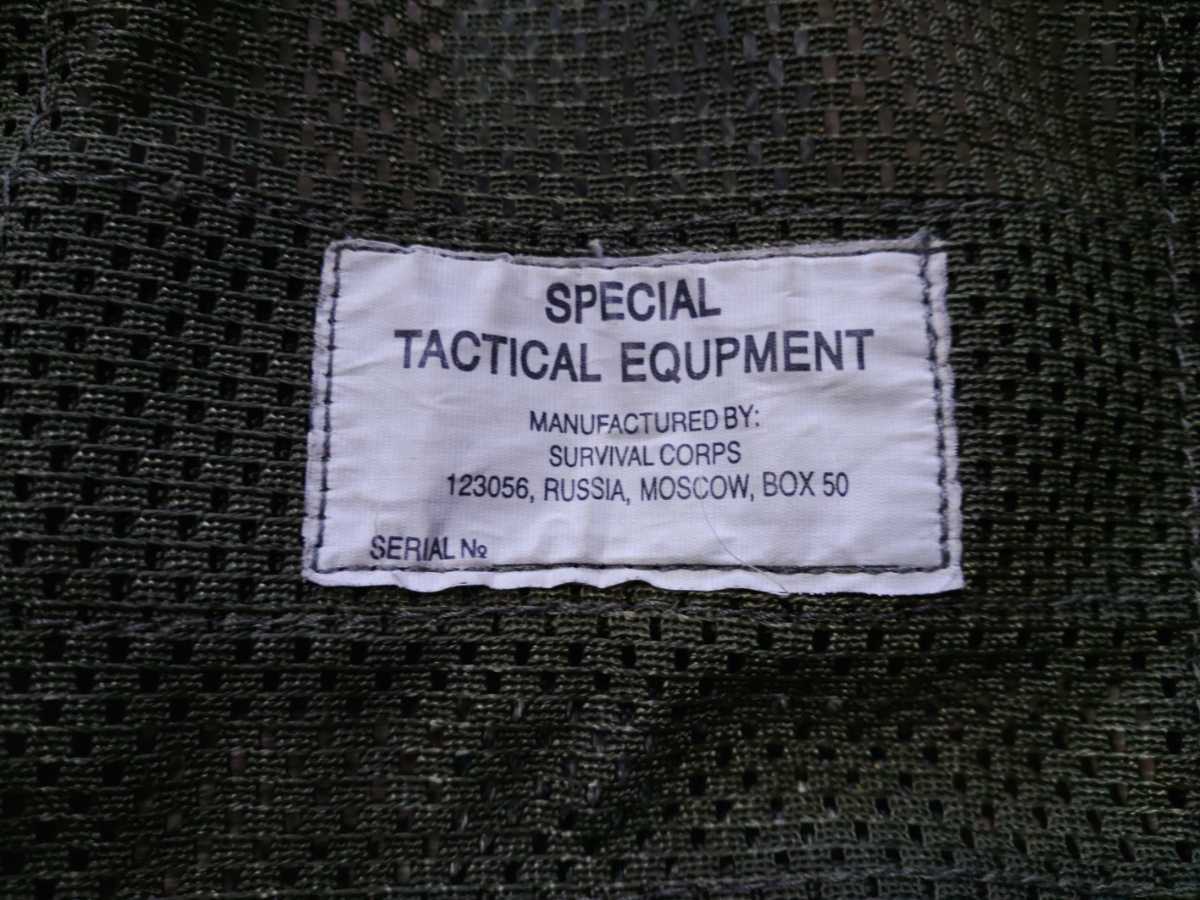 SPECIAL
TACTICAL EQUPMENT
MANUFACTURED BY:
SURVIVAL CORPS
123056, RUSSIA, MOSCOW, BOX 50
SERIAL №